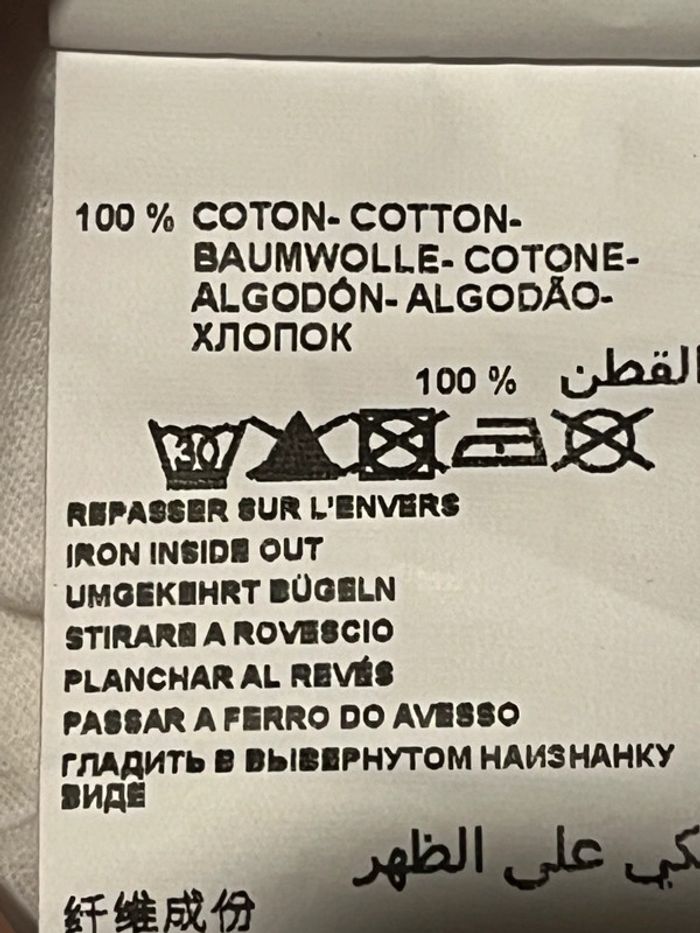 100 % COTON- COTTON-
BAUMWOLLE- COTONE-
ALGODÓN- ALGODÃO-
ХЛОПОК
100 % القطن
30
REPASSER SUR L'ENVERS
IRON INSIDE OUT
UMGEKEHRT BÜGELN
STIRARE A ROVESCIO
PLANCHAR AL REVÉS
PASSAR A FERRO DO AVESSO
ГЛАДИТЬ В ВЫВЕРНУТОМ НАИЗНАНКУ
ВИДЕ
على الظهر
纤维成份